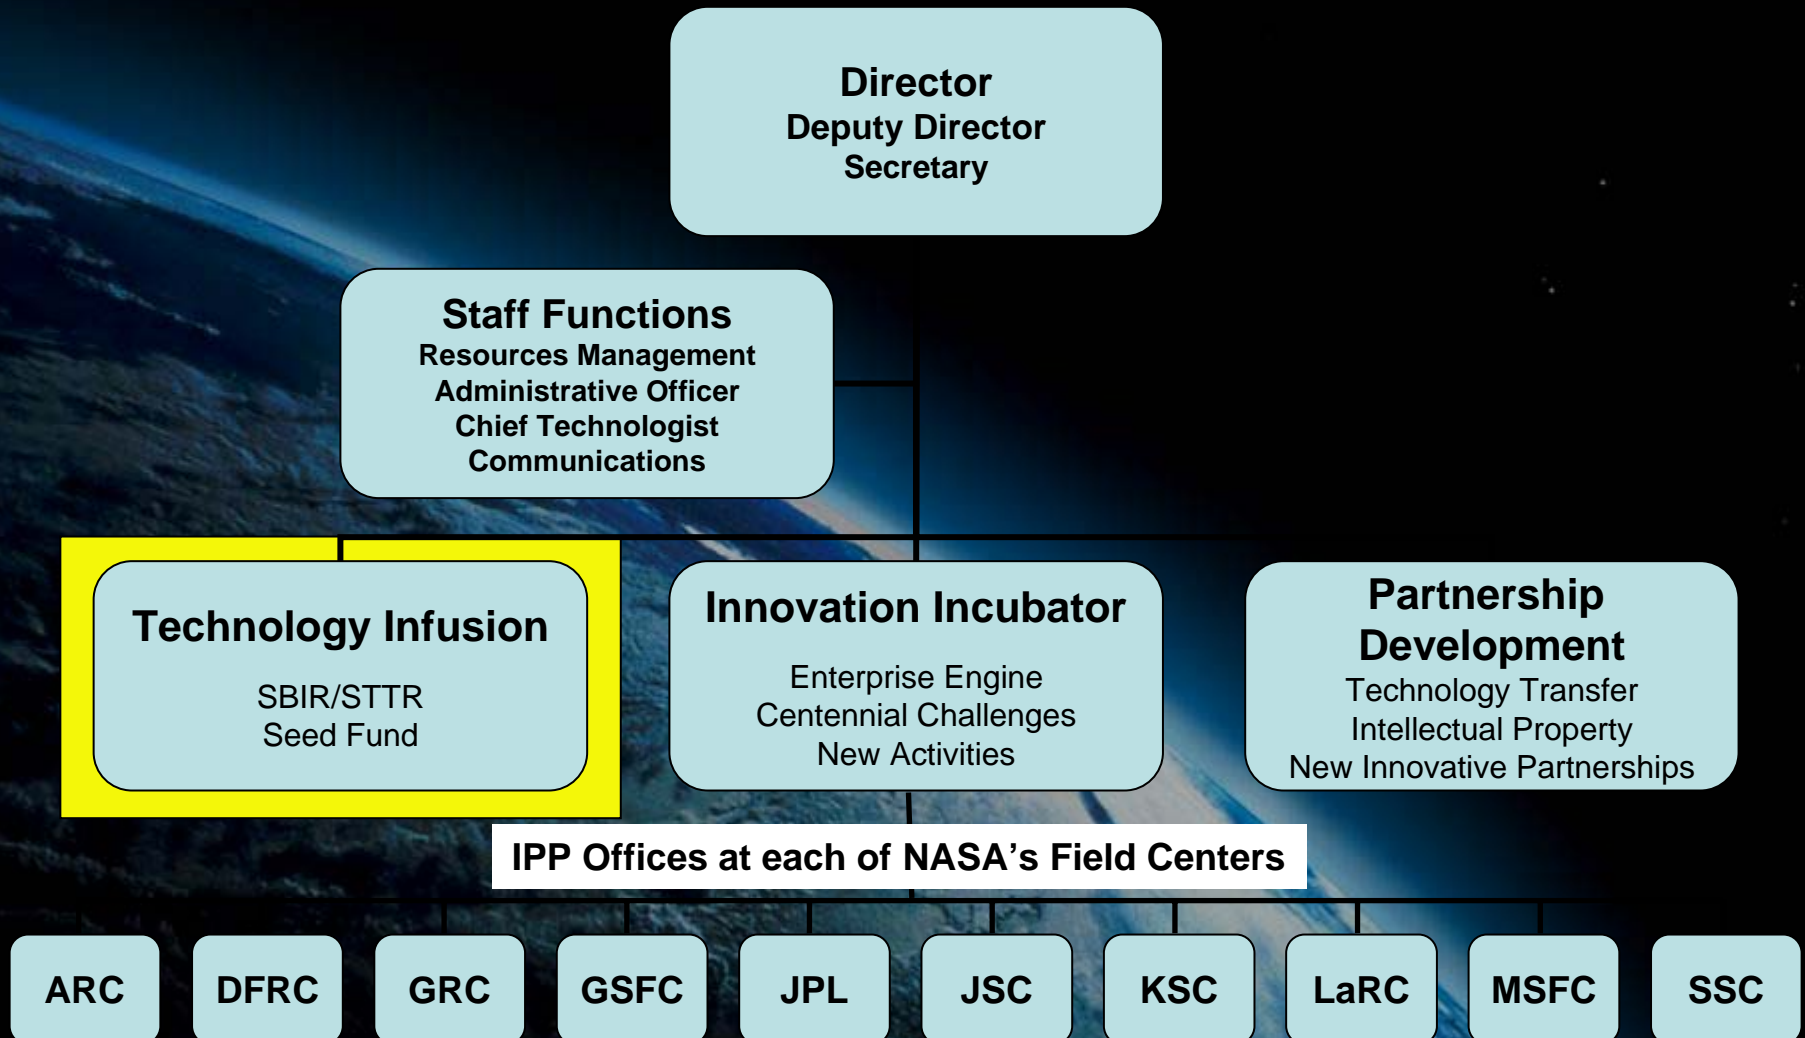 Director
Deputy Director
Secretary
Staff Functions
Resources Management
Administrative Officer
Chief Technologist
Communications
Technology Infusion
SBIR/STTR
Seed Fund
Innovation Incubator
Enterprise Engine
Centennial Challenges
New Activities
Partnership
Development
Technology Transfer
Intellectual Property
New Innovative Partnerships
IPP Offices at each of NASA’s Field Centers
ARC
DFRC
GRC
GSFC
JPL
JSC
KSC
LaRC
MSFC
SSC